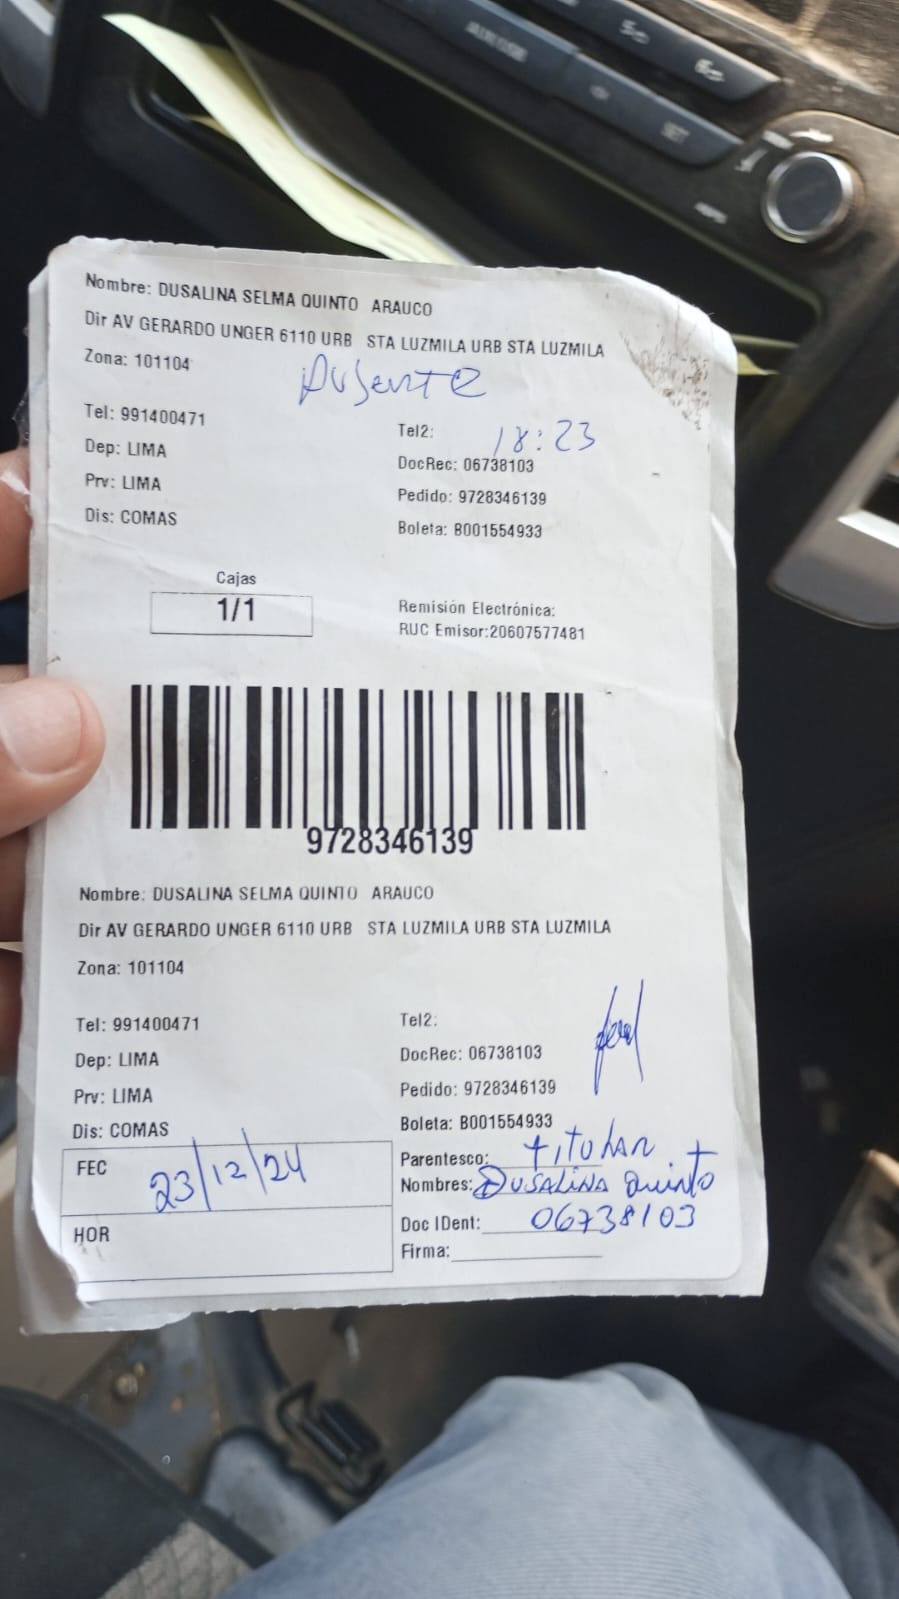 Nombre: DUSALINA SELMA QUINTO ARAUCO
Dir AV GERARDO UNGER 6110 URB STA LUZMILA URB STA LUZMILA
Zona: 101104
Ausente
Tel: 991400471
Tel2:
18:23
Dep: LIMA
DocRec: 06738103
Prv: LIMA
Pedido: 9728346139
Dis: COMAS
Boleta: B001554933
Cajas
1/1
Remisión Electrónica:
RUC Emisor:20607577481
9728346139
Nombre: DUSALINA SELMA QUINTO ARAUCO
Dir AV GERARDO UNGER 6110 URB STA LUZMILA URB STA LUZMILA
Zona: 101104
Tel: 991400471
Tel2:
Dep: LIMA
DocRec: 06738103
Prv: LIMA
Pedido: 9728346139
Dis: COMAS
Boleta: B001554933
FEC 23/12/24
Parentesco: TITULAR
Nombres: DUSALINA Quinto
HOR
Doc IDent: 06738103
Firma: